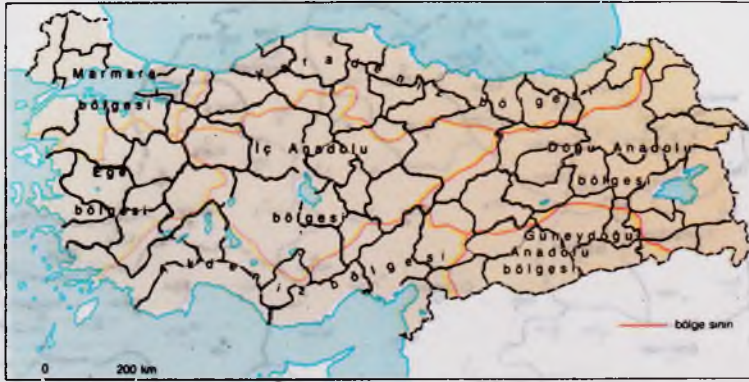 Marmara
bölgesi
Karadeniz bölgesi
İç Anadolu
bölgesi
Doğu Anadolu
bölgesi
Ege
bölgesi
Güneydoğu
Anadolu
bölgesi
Akdeniz bölgesi
bölge sınırı
0 200 km